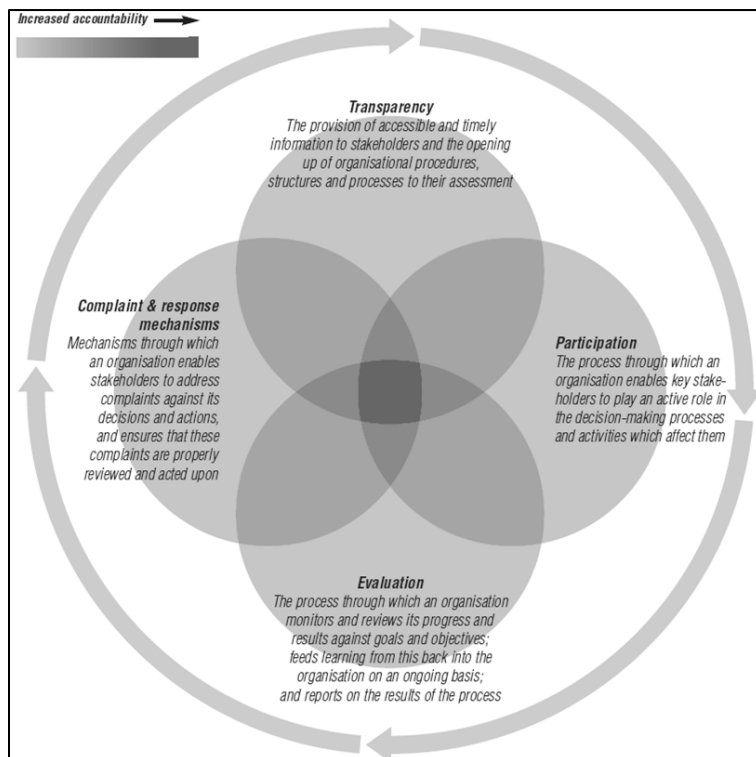 Increased accountability
Transparency
The provision of accessible and timely
information to stakeholders and the opening
up of organisational procedures,
structures and processes to their assessment
Complaint & response
mechanisms
Mechanisms through which
an organisation enables
stakeholders to address
complaints against its
decisions and actions,
and ensures that these
complaints are properly
reviewed and acted upon
Participation
The process through which an
organisation enables key stake-
holders to play an active role in
the decision-making processes
and activities which affect them
Evaluation
The process through which an organisation
monitors and reviews its progress and
results against goals and objectives;
feeds learning from this back into the
organisation on an ongoing basis;
and reports on the results of the process